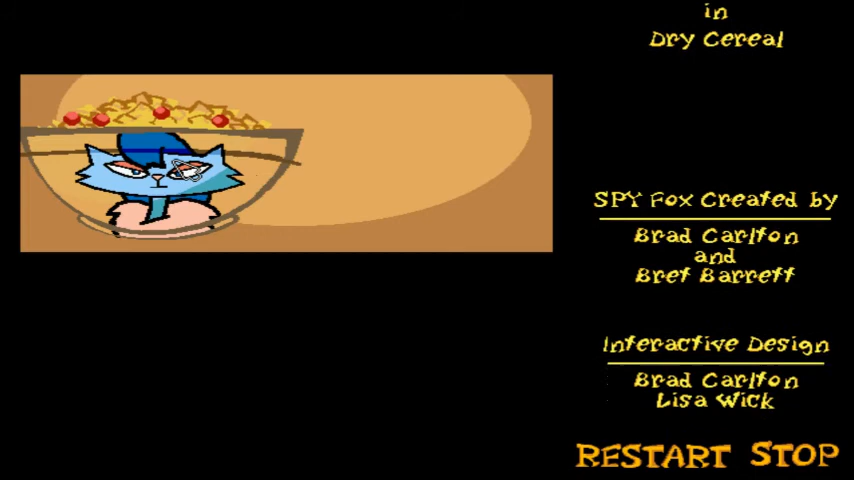 in
Dry Cereal
SPY Fox Created by
Brad Carlton
and
Bret Barrett
Interactive Design
Brad Carlton
Lisa Wick
RESTART STOP